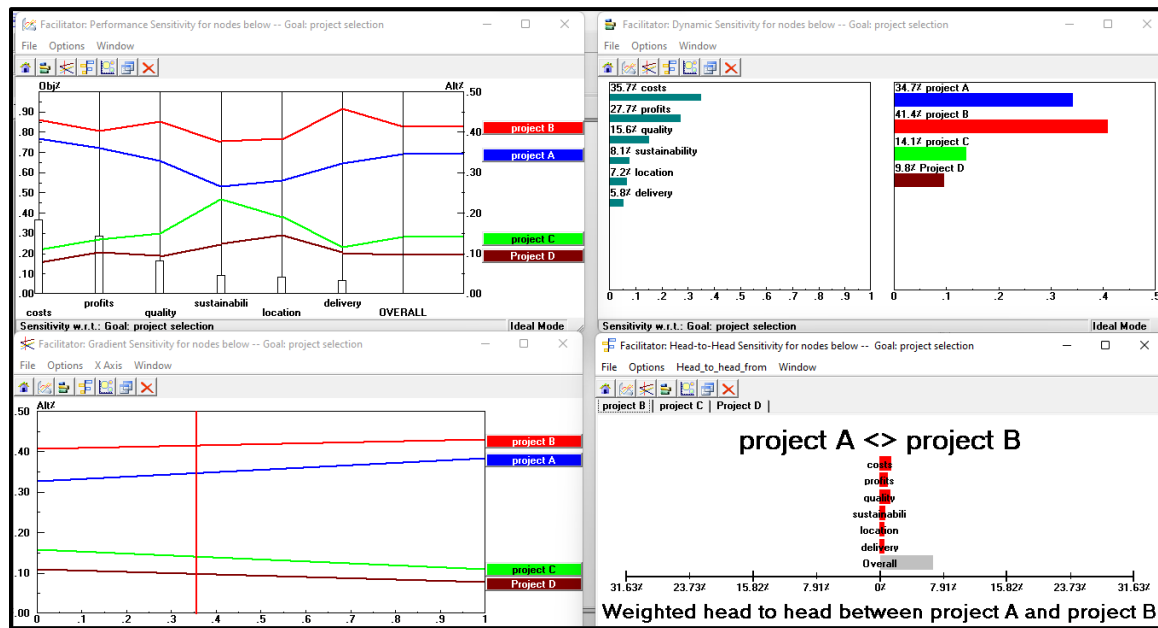 Facilitator: Performance Sensitivity for nodes below -- Goal: project selection
File Options Window
Obj% Alt%
.90
.80
.70
.60
.50
.40
.30
.20
.10
.00
.50
.40
.30
.20
.10
.00
project B
project A
project C
Project D
costs
profits
quality
sustainabili
location
delivery
OVERALL
Sensitivity w.r.t.: Goal: project selection Ideal Mode
Facilitator: Dynamic Sensitivity for nodes below -- Goal: project selection
File Options Window
35.7% costs
27.7% profits
15.6% quality
8.1% sustainability
7.2% location
5.8% delivery
0 .1 .2 .3 .4 .5 .6 .7 .8 .9 1
34.7% project A
41.4% project B
14.1% project C
9.8% Project D
0 .1 .2 .3 .4 .5
Sensitivity w.r.t.: Goal: project selection Ideal Mode
Facilitator: Gradient Sensitivity for nodes below -- Goal: project selection
File Options X Axis Window
Alt%
.50
.40
.30
.20
.10
.00
project B
project A
project C
Project D
0 .1 .2 .3 .4 .5 .6 .7 .8 .9 1
Facilitator: Head-to-Head Sensitivity for nodes below -- Goal: project selection
File Options Head_to_head_from Window
project B | project C | Project D |
project A <> project B
costs
profits
quality
sustainabili
location
delivery
Overall
31.63% 23.73% 15.82% 7.91% 0% 7.91% 15.82% 23.73% 31.63%
Weighted head to head between project A and project B